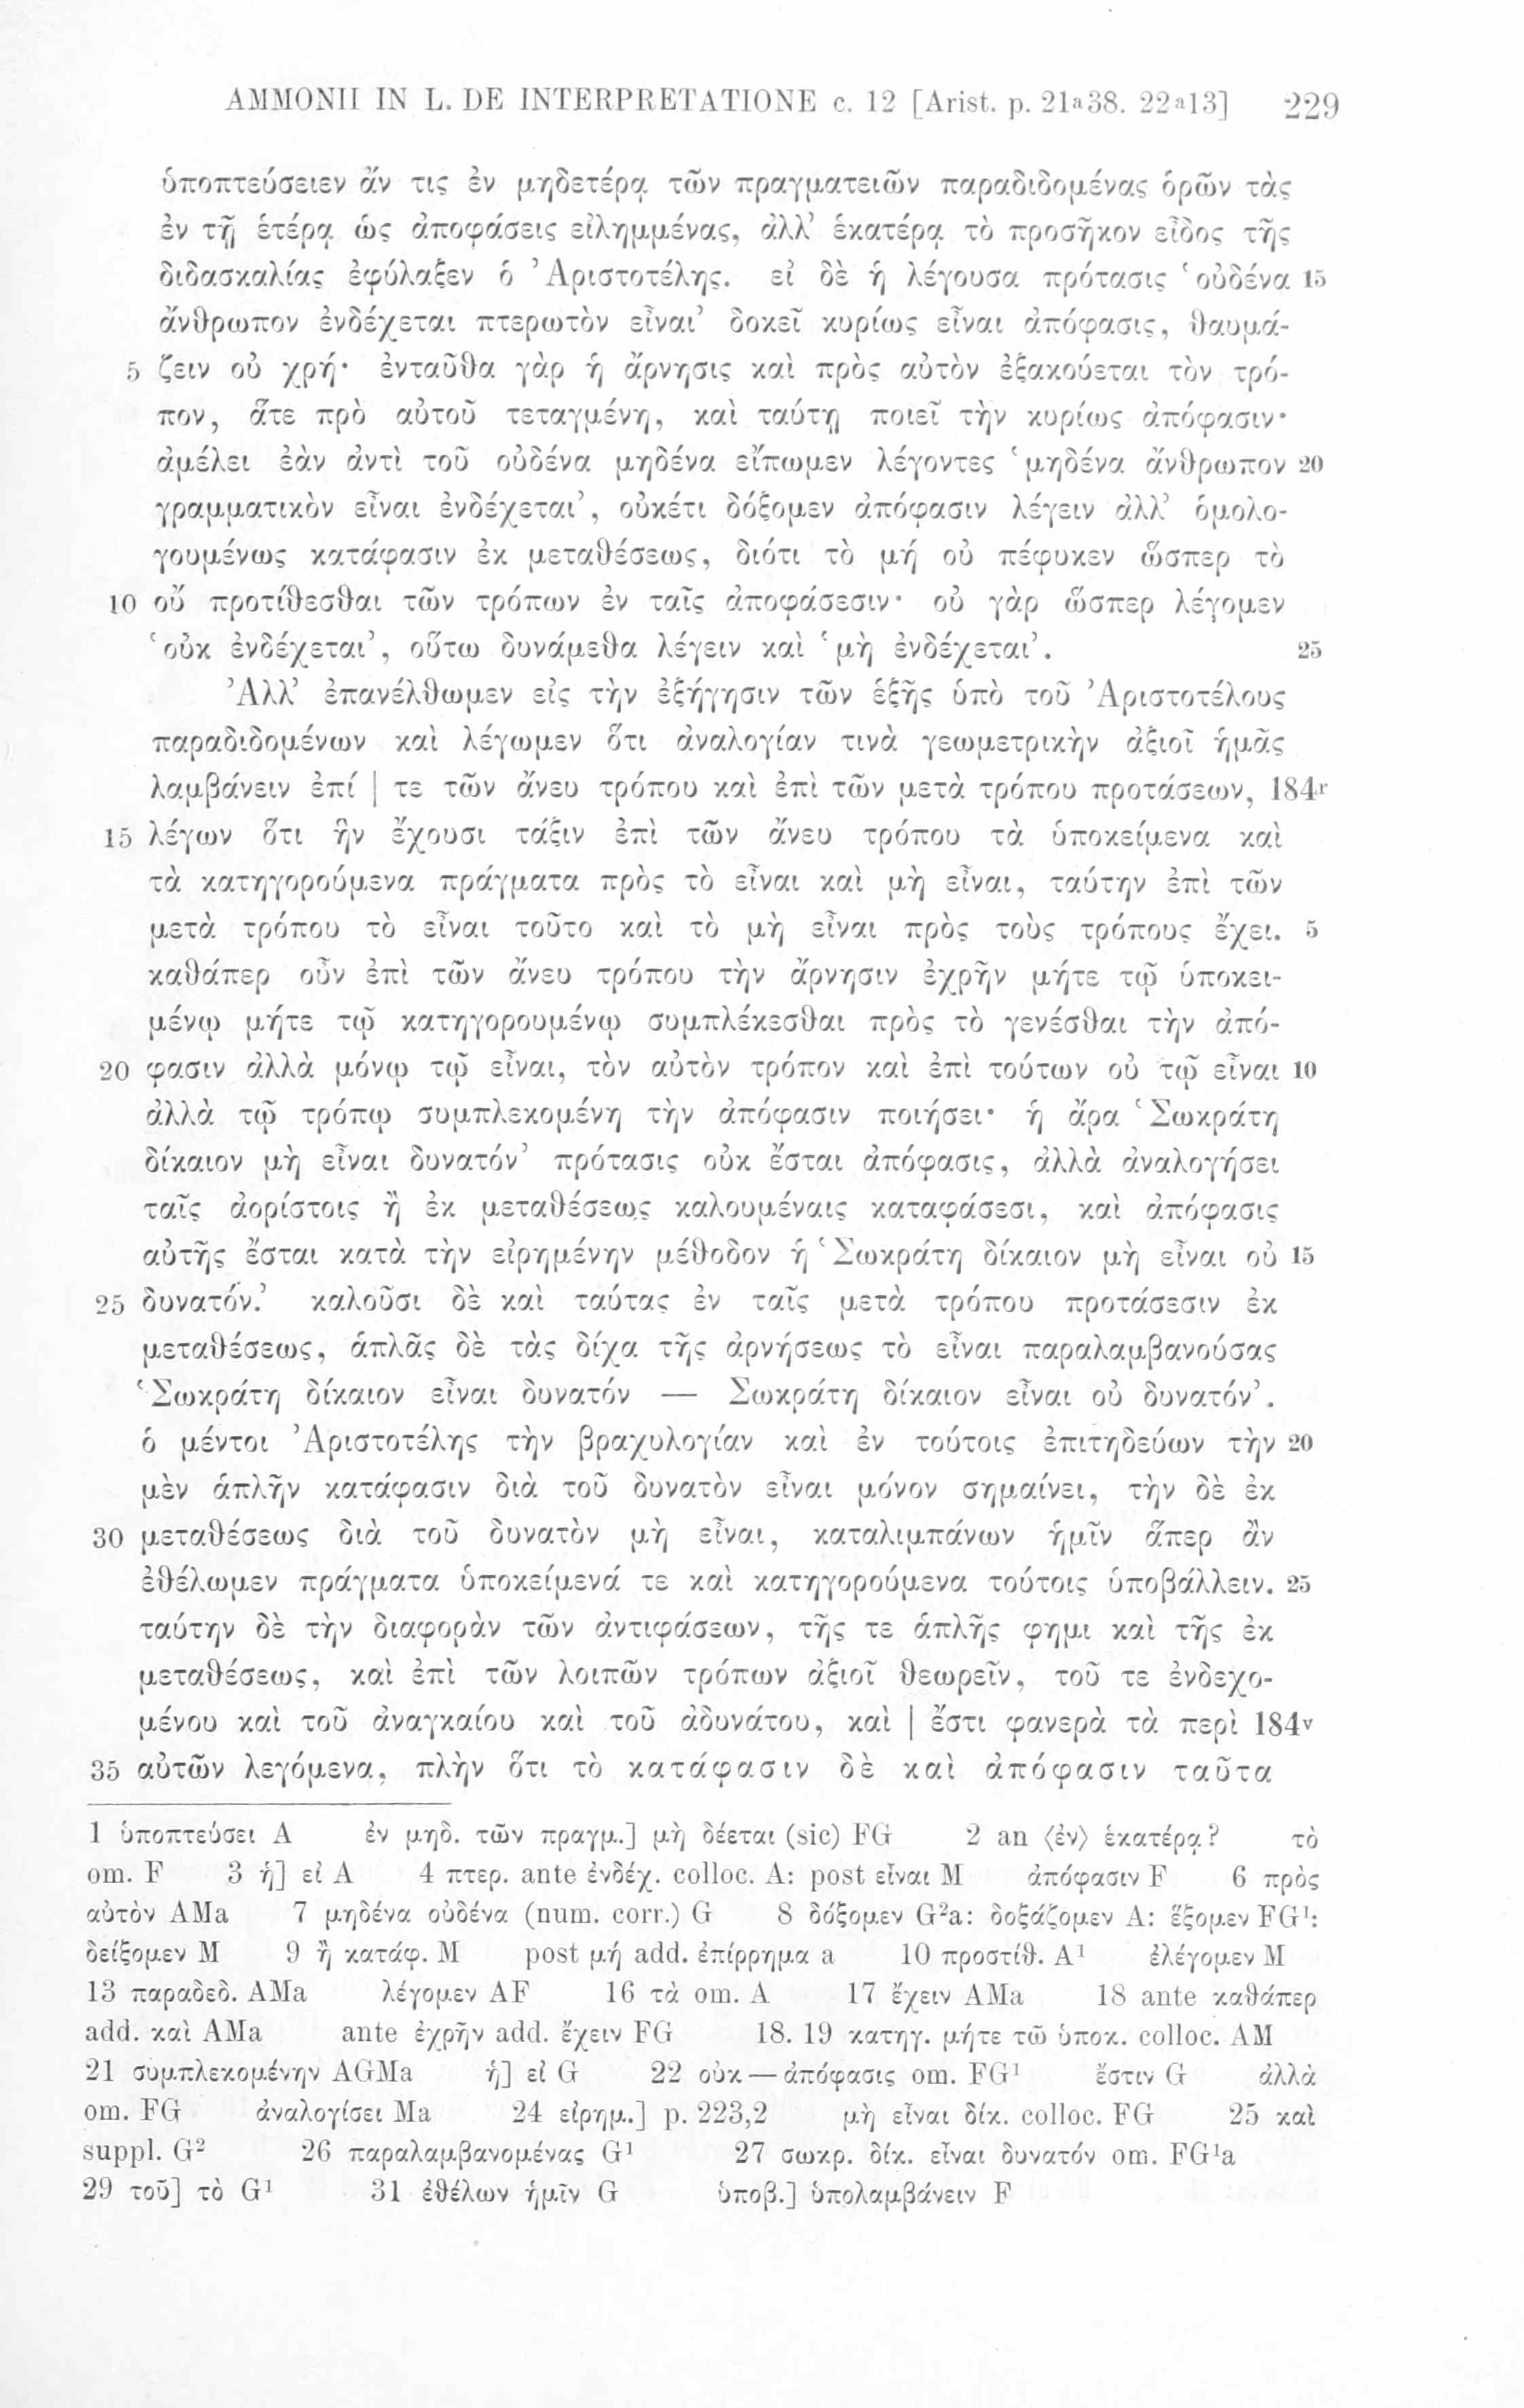 AMMONII IN L. DE INTERPRETATIONE c. 12 [Arist. p. 21a38. 22a13] 229
ὑποπτεύσειεν ἄν τις ἐν μηδετέρᾳ τῶν πραγματειῶν παραδιδομένας ὁρῶν τὰς
ἐν τῇ ἑτέρᾳ ὡς ἀποφάσεις εἰλημμένας, ἀλλ’ ἑκατέρᾳ τὸ προσῆκον εἶδος τῆς
διδασκαλίας ἐφύλαξεν ὁ Ἀριστοτέλης. εἰ δὲ ἡ λέγουσα πρότασις ‘οὐδένα 15
ἄνθρωπον ἐνδέχεται πτερωτὸν εἶναι’ δοκεῖ κυρίως εἶναι ἀπόφασις, θαυμά-
5 ζειν οὐ χρή· ἐνταῦθα γὰρ ἡ ἄρνησις καὶ πρὸς αὐτὸν ἐξακούεται τὸν τρό-
πον, ἅτε πρὸ αὐτοῦ τεταγμένη, καὶ ταύτῃ ποιεῖ τὴν κυρίως ἀπόφασιν·
ἀμέλει ἐὰν ἀντὶ τοῦ οὐδένα μηδένα εἴπωμεν λέγοντες ‘μηδένα ἄνθρωπον 20
γραμματικὸν εἶναι ἐνδέχεται’, οὐκέτι δόξομεν ἀπόφασιν λέγειν ἀλλ’ ὁμολο-
γουμένως κατάφασιν ἐκ μεταθέσεως, διότι τὸ μή οὐ πέφυκεν ὥσπερ τὸ
10 οὔ προτίθεσθαι τῶν τρόπων ἐν ταῖς ἀποφάσεσιν· οὐ γὰρ ὥσπερ λέγομεν
‘οὐκ ἐνδέχεται’, οὕτω δυνάμεθα λέγειν καὶ ‘μὴ ἐνδέχεται’. 25
Ἀλλ’ ἐπανέλθωμεν εἰς τὴν ἐξήγησιν τῶν ἑξῆς ὑπὸ τοῦ Ἀριστοτέλους
παραδιδομένων καὶ λέγωμεν ὅτι ἀναλογίαν τινὰ γεωμετρικὴν ἀξιοῖ ἡμᾶς
λαμβάνειν ἐπί | τε τῶν ἄνευ τρόπου καὶ ἐπὶ τῶν μετὰ τρόπου προτάσεων, 184r
15 λέγων ὅτι ἣν ἔχουσι τάξιν ἐπὶ τῶν ἄνευ τρόπου τὰ ὑποκείμενα καὶ
τὰ κατηγορούμενα πράγματα πρὸς τὸ εἶναι καὶ μὴ εἶναι, ταύτην ἐπὶ τῶν
μετὰ τρόπου τὸ εἶναι τοῦτο καὶ τὸ μὴ εἶναι πρὸς τοὺς τρόπους ἔχει. 5
καθάπερ οὖν ἐπὶ τῶν ἄνευ τρόπου τὴν ἄρνησιν ἐχρῆν μήτε τῷ ὑποκει-
μένῳ μήτε τῷ κατηγορουμένῳ συμπλέκεσθαι πρὸς τὸ γενέσθαι τὴν ἀπό-
20 φασιν ἀλλὰ μόνῳ τῷ εἶναι, τὸν αὐτὸν τρόπον καὶ ἐπὶ τούτων οὐ τῷ εἶναι 10
ἀλλὰ τῷ τρόπῳ συμπλεκομένη τὴν ἀπόφασιν ποιήσει· ἡ ἄρα ‘Σωκράτη
δίκαιον μὴ εἶναι δυνατόν’ πρότασις οὐκ ἔσται ἀπόφασις, ἀλλὰ ἀναλογήσει
ταῖς ἀορίστοις ἢ ἐκ μεταθέσεως καλουμέναις καταφάσεσι, καὶ ἀπόφασις
αὐτῆς ἔσται κατὰ τὴν εἰρημένην μέθοδον ἡ ‘Σωκράτη δίκαιον μὴ εἶναι οὐ 15
25 δυνατόν.’ καλοῦσι δὲ καὶ ταύτας ἐν ταῖς μετὰ τρόπου προτάσεσιν ἐκ
μεταθέσεως, ἁπλᾶς δὲ τὰς δίχα τῆς ἀρνήσεως τὸ εἶναι παραλαμβανούσας
‘Σωκράτη δίκαιον εἶναι δυνατόν — Σωκράτη δίκαιον εἶναι οὐ δυνατόν’.
ὁ μέντοι Ἀριστοτέλης τὴν βραχυλογίαν καὶ ἐν τούτοις ἐπιτηδεύων τὴν 20
μὲν ἁπλῆν κατάφασιν διὰ τοῦ δυνατὸν εἶναι μόνον σημαίνει, τὴν δὲ ἐκ
30 μεταθέσεως διὰ τοῦ δυνατὸν μὴ εἶναι, καταλιμπάνων ἡμῖν ἅπερ ἂν
ἐθέλωμεν πράγματα ὑποκείμενά τε καὶ κατηγορούμενα τούτοις ὑποβάλλειν. 25
ταύτην δὲ τὴν διαφορὰν τῶν ἀντιφάσεων, τῆς τε ἁπλῆς φημι καὶ τῆς ἐκ
μεταθέσεως, καὶ ἐπὶ τῶν λοιπῶν τρόπων ἀξιοῖ θεωρεῖν, τοῦ τε ἐνδεχο-
μένου καὶ τοῦ ἀναγκαίου καὶ τοῦ ἀδυνάτου, καὶ | ἔστι φανερὰ τὰ περὶ 184v
35 αὐτῶν λεγόμενα, πλὴν ὅτι τὸ κατάφασιν δὲ καὶ ἀπόφασιν ταῦτα
1 ὑποπτεύσει A ἐν μηδ. τῶν πραγμ.] μὴ δέεται (sic) FG 2 an ⟨ἐν⟩ ἑκατέρᾳ? τὸ
om. F 3 ἡ] εἰ A 4 πτερ. ante ἐνδέχ. colloc. A: post εἶναι M ἀπόφασιν F 6 πρὸς
αὐτὸν AMa 7 μηδένα οὐδένα (num. corr.) G 8 δόξομεν G²a: δοξάζομεν A: ἕξομεν FG¹:
δείξομεν M 9 ἢ κατάφ. M post μή add. ἐπίρρημα a 10 προστίθ. A¹ ἐλέγομεν M
13 παραδεδ. AMa λέγομεν AF 16 τὰ om. A 17 ἔχειν AMa 18 ante καθάπερ
add. καὶ AMa ante ἐχρῆν add. ἔχειν FG 18. 19 κατηγ. μήτε τῶ ὑποκ. colloc. AM
21 συμπλεκομένην AGMa ἡ] εἰ G 22 οὐκ — ἀπόφασις om. FG¹ ἔστιν G ἀλλὰ
om. FG ἀναλογίσει Ma 24 εἰρημ.] p. 223,2 μὴ εἶναι δίκ. colloc. FG 25 καὶ
suppl. G² 26 παραλαμβανομένας G¹ 27 σωκρ. δίκ. εἶναι δυνατόν om. FG¹a
29 τοῦ] τὸ G¹ 31 ἐθέλων ἡμῖν G ὑποβ.] ὑπολαμβάνειν F